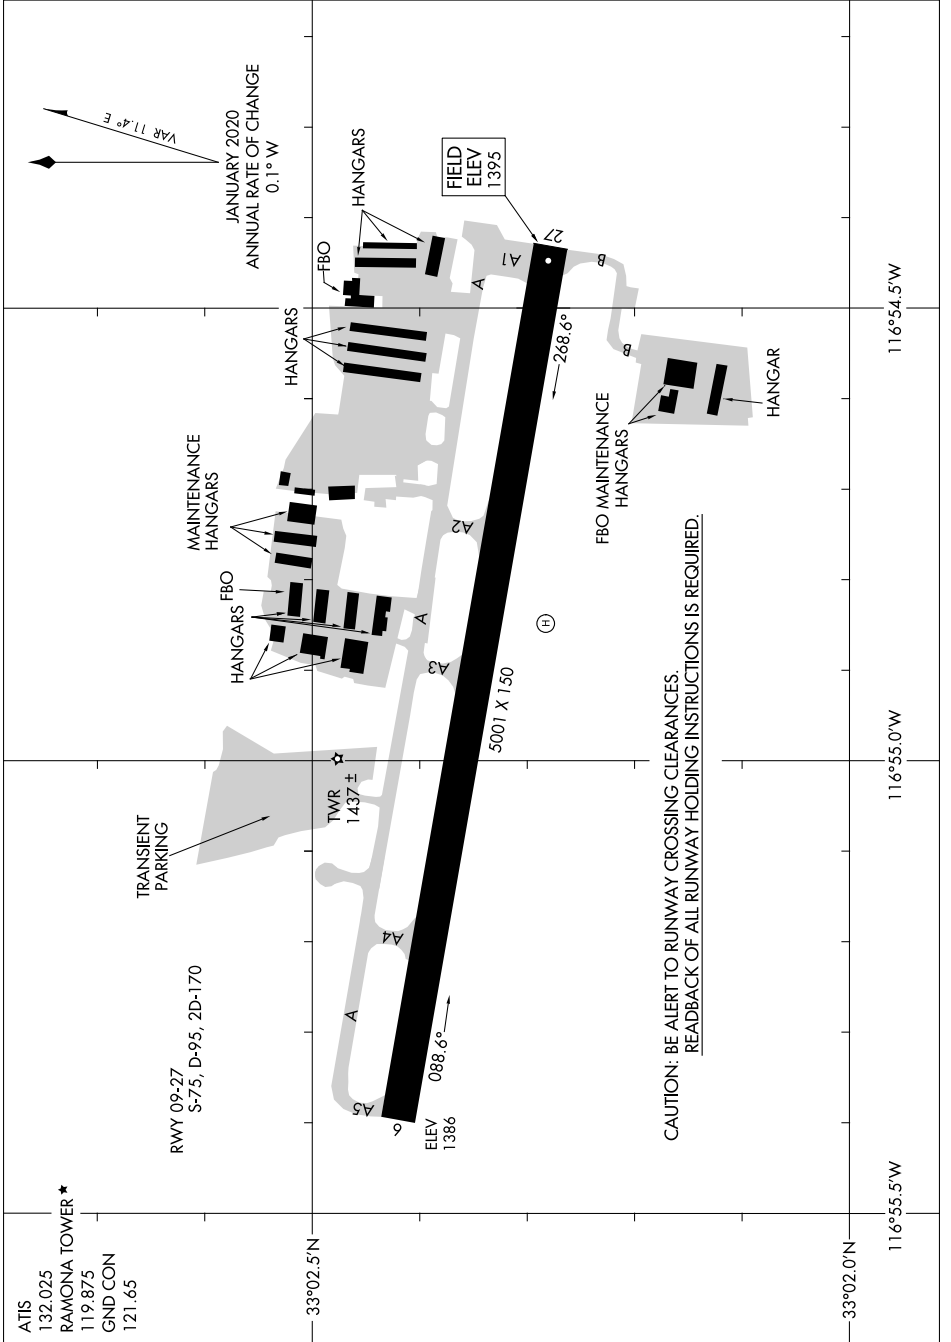 ATIS
132.025
RAMONA TOWER★
119.875
GND CON
121.65
RWY 09-27
S-75, D-95, 2D-170
TRANSIENT
PARKING
TWR
1437 ±
HANGARS
FBO
MAINTENANCE
HANGARS
HANGARS
FBO
HANGARS
JANUARY 2020
ANNUAL RATE OF CHANGE
0.1° W
VAR 11.4° E
FIELD
ELEV
1395
27
A1
A
B
B
268.6°
A2
A
A3
5001 X 150
H
A4
A
A5
088.6°
9
ELEV
1386
FBO MAINTENANCE
HANGARS
HANGAR
CAUTION: BE ALERT TO RUNWAY CROSSING CLEARANCES.
READBACK OF ALL RUNWAY HOLDING INSTRUCTIONS IS REQUIRED.
33°02.5'N
33°02.0'N
116°55.5'W
116°55.0'W
116°54.5'W